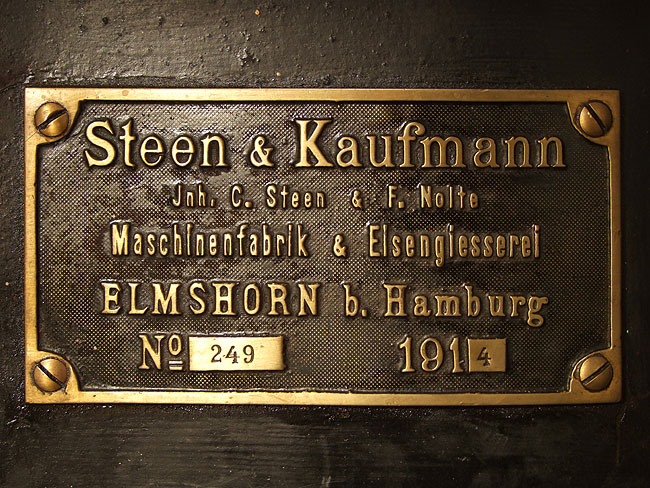 Steen & Kaufmann
Jnh. C. Steen & F. Nolte
Maschinenfabrik & Eisengiesserei
ELMSHORN b. Hamburg
Nº 249 1914